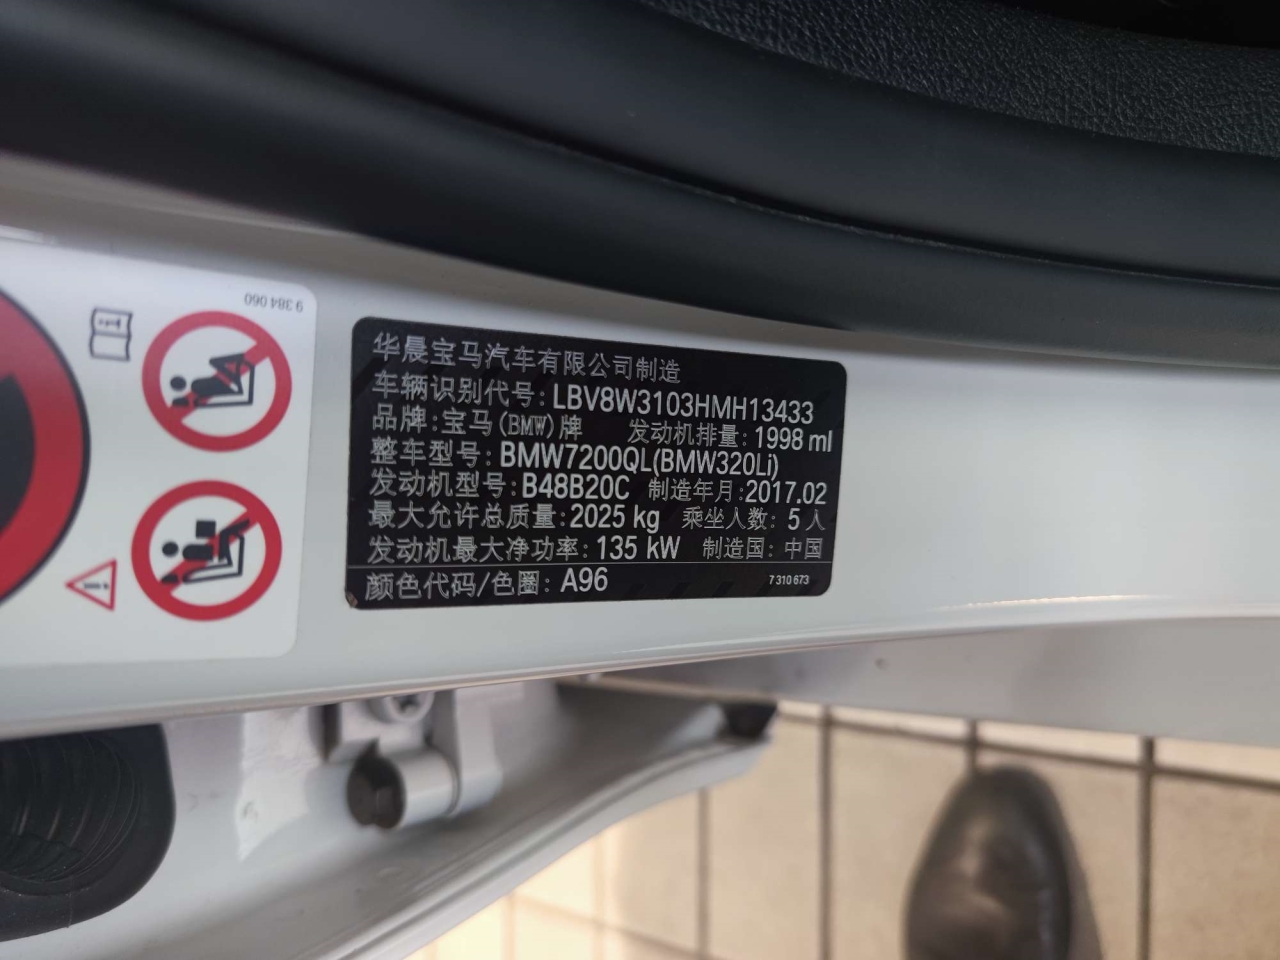 9 384 060
华晨宝马汽车有限公司制造
车辆识别代号: LBV8W3103HMH13433
品牌: 宝马(BMW)牌 发动机排量: 1998 ml
整车型号: BMW7200QL(BMW320Li)
发动机型号: B48B20C 制造年月: 2017.02
最大允许总质量: 2025 kg 乘坐人数: 5 人
发动机最大净功率: 135 kW 制造国: 中国
颜色代码/色圈: A96 7 310 673